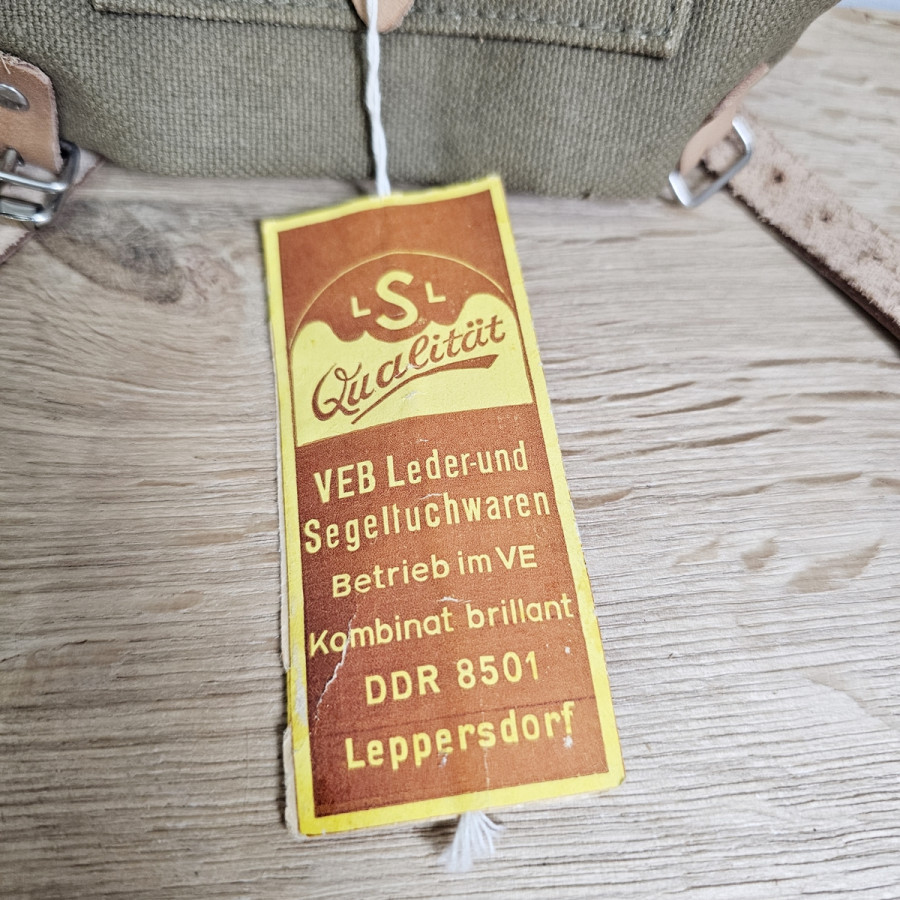 LSL
Qualität
VEB Leder-und
Segeltuchwaren
Betrieb im VE
Kombinat brillant
DDR 8501
Leppersdorf